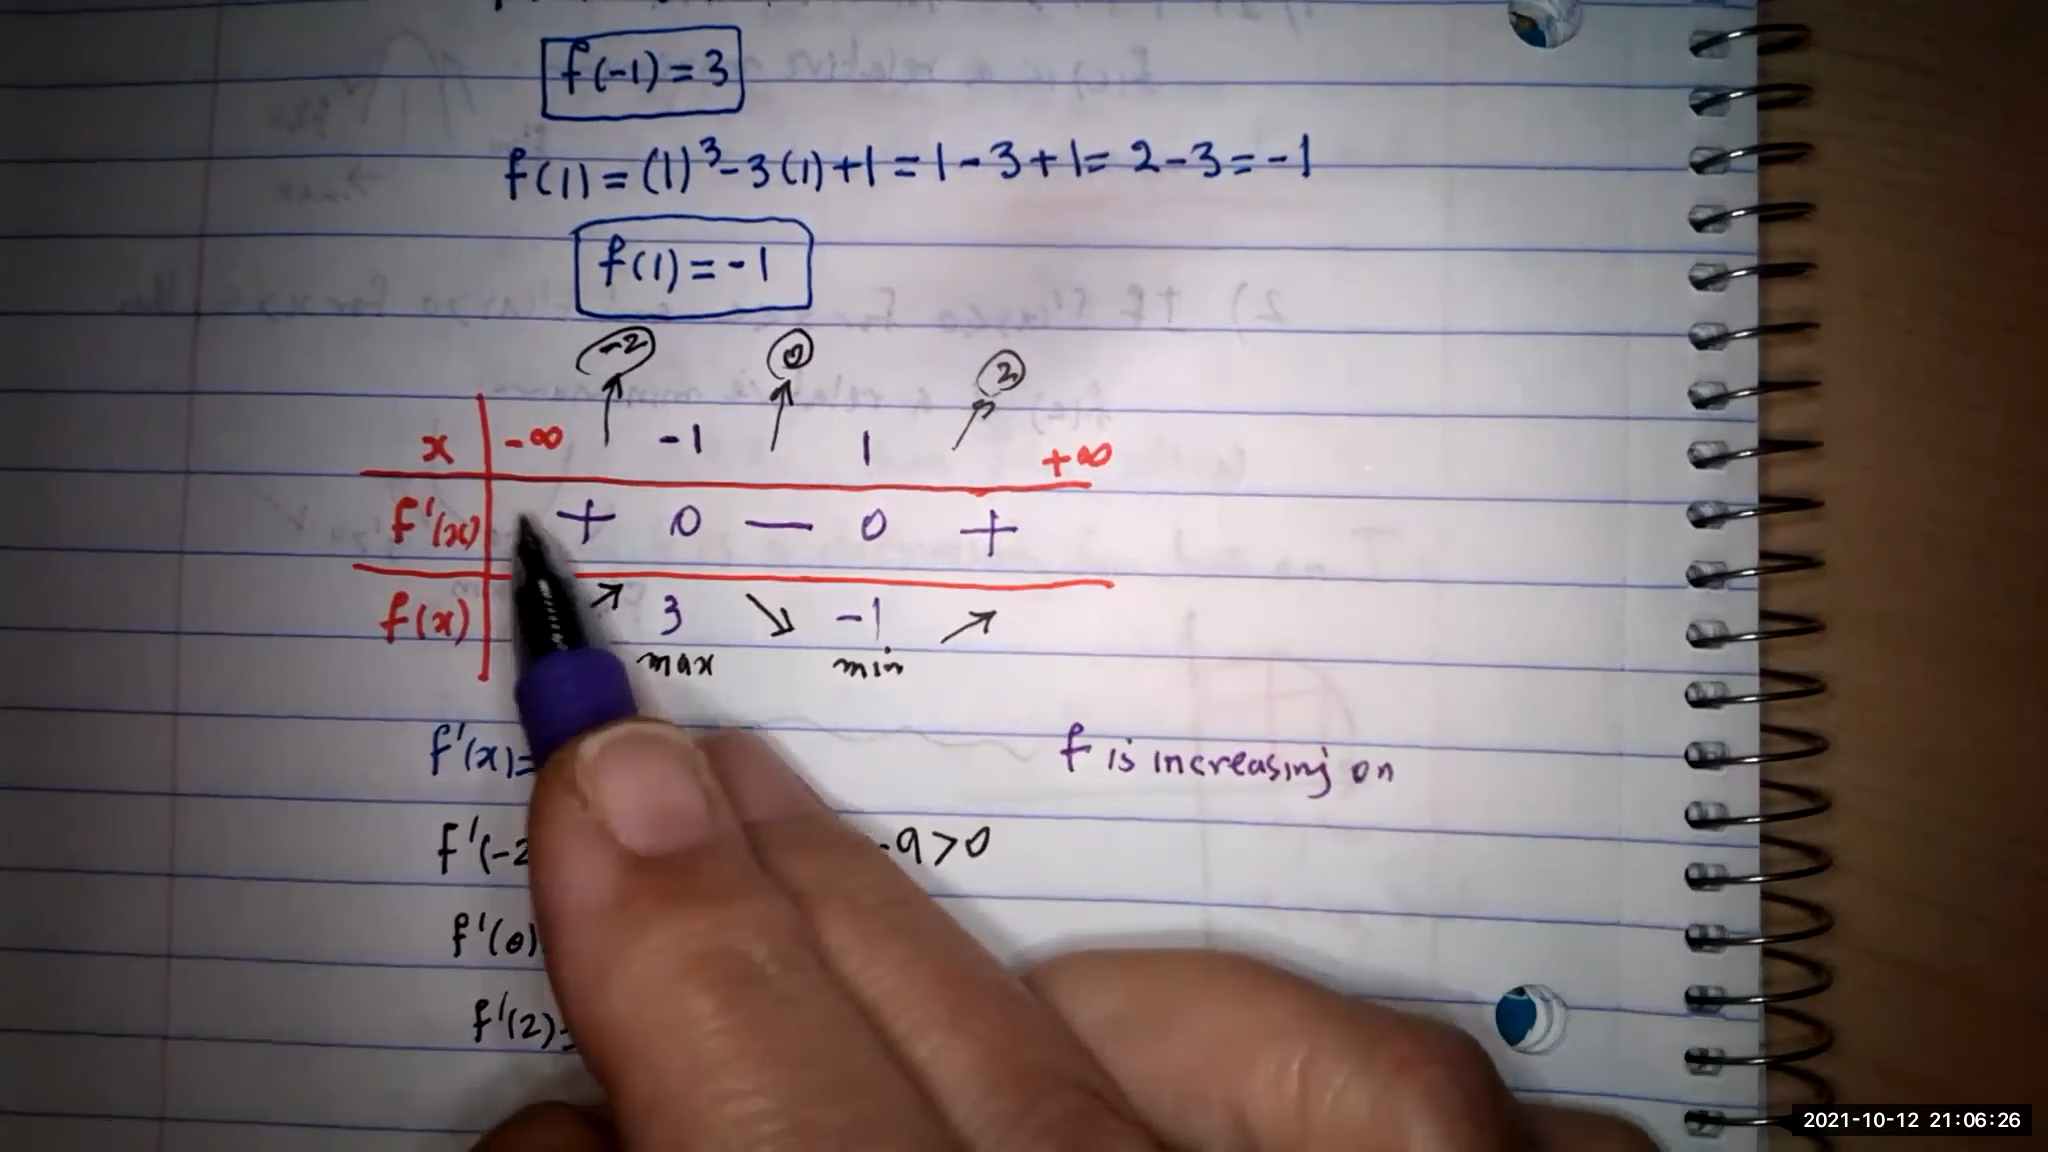 f(-1) = 3
f(1) = (1)³ - 3(1) + 1 = 1 - 3 + 1 = 2 - 3 = -1
f(1) = -1
-2 0 2
x -∞ -1 1 +∞
f'(x) + 0 — 0 +
f(x) ↗ 3 ↘ -1 ↗
max min
f'(x)=
f is increasing on
f'(-2 9 > 0
f'(0)
f'(2)
2021-10-12 21:06:26